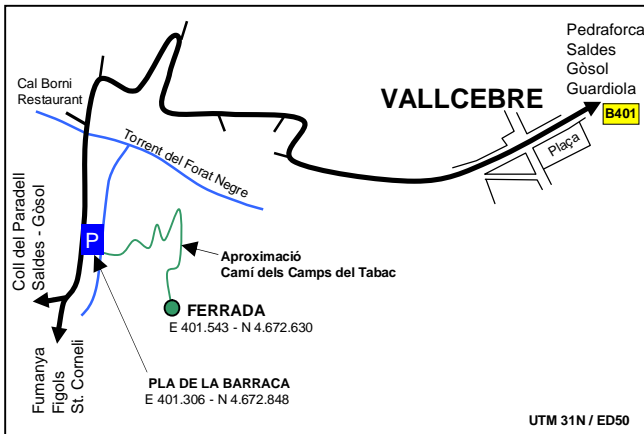 Pedraforca
Saldes
Gòsol
Guardiola
B401
VALLCEBRE
Plaça
Cal Borni
Restaurant
Torrent del Forat Negre
P
Aproximació
Camí dels Camps del Tabac
Coll del Paradell
Saldes - Gòsol
FERRADA
E 401.543 - N 4.672.630
Fumanya
Figols
St. Corneli
PLA DE LA BARRACA
E 401.306 - N 4.672.848
UTM 31N / ED50